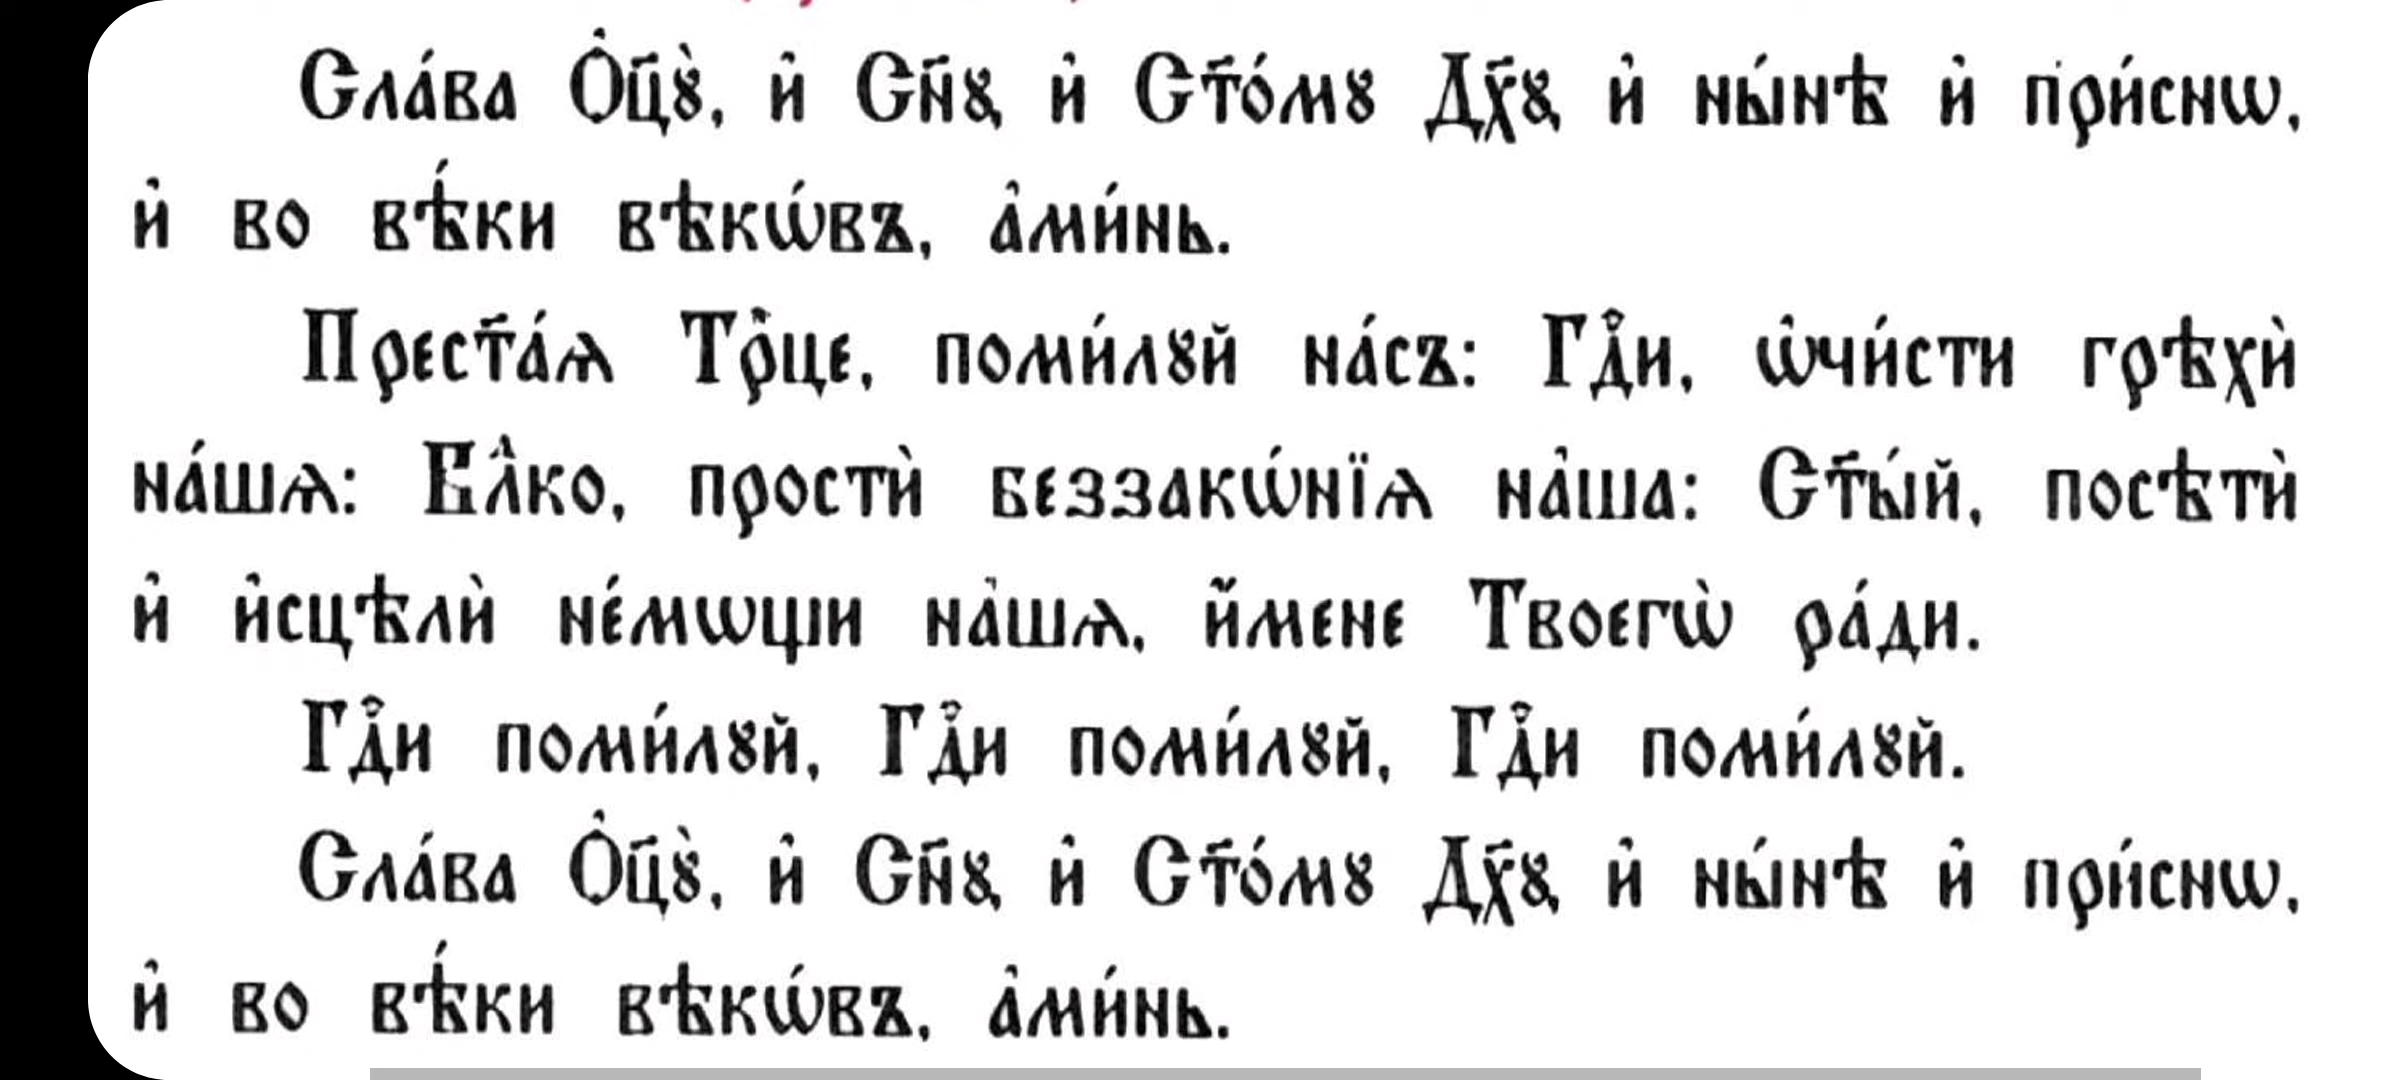 Сла́ва Ѻ҆ц҃ꙋ̀, и҆ Сн҃ꙋ, и҆ Ст҃о́мꙋ Дх҃ꙋ, и҆ ны́нѣ и҆ при́снѡ,
и҆ во вѣ́ки вѣкѡ́въ, а҆ми́нь.
Прест҃а́ѧ Трⷪ҇це, поми́лꙋй на́съ: Гдⷭ҇и, ѡ҆чи́сти грѣхѝ
на́шѧ: Влⷣко, простѝ беззакѡ́нїѧ на̑ша: Ст҃ы́й, посѣтѝ
и҆ и҆сцѣлѝ не́мѡщи на̑шѧ, и҆́мене Твоегѡ̀ ра́ди.
Гдⷭ҇и поми́лꙋй, Гдⷭ҇и поми́лꙋй, Гдⷭ҇и поми́лꙋй.
Сла́ва Ѻ҆ц҃ꙋ̀, и҆ Сн҃ꙋ, и҆ Ст҃о́мꙋ Дх҃ꙋ, и҆ ны́нѣ и҆ при́снѡ,
и҆ во вѣ́ки вѣкѡ́въ, а҆ми́нь.